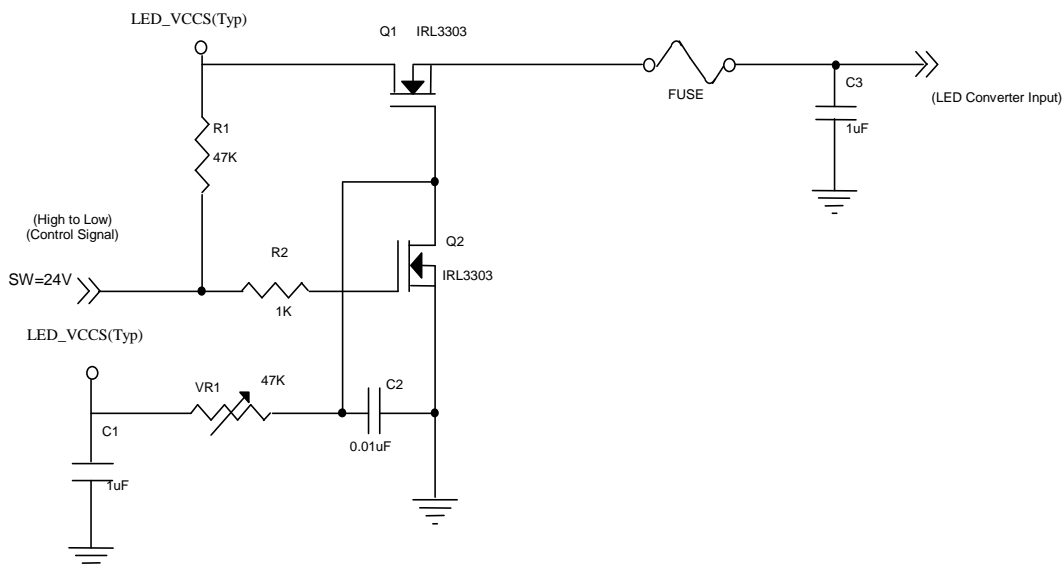 LED_VCCS(Typ)
Q1 IRL3303
FUSE
C3
(LED Converter Input)
1uF
R1
47K
(High to Low)
(Control Signal)
SW=24V
R2
1K
Q2
IRL3303
LED_VCCS(Typ)
VR1
47K
C2
0.01uF
C1
1uF